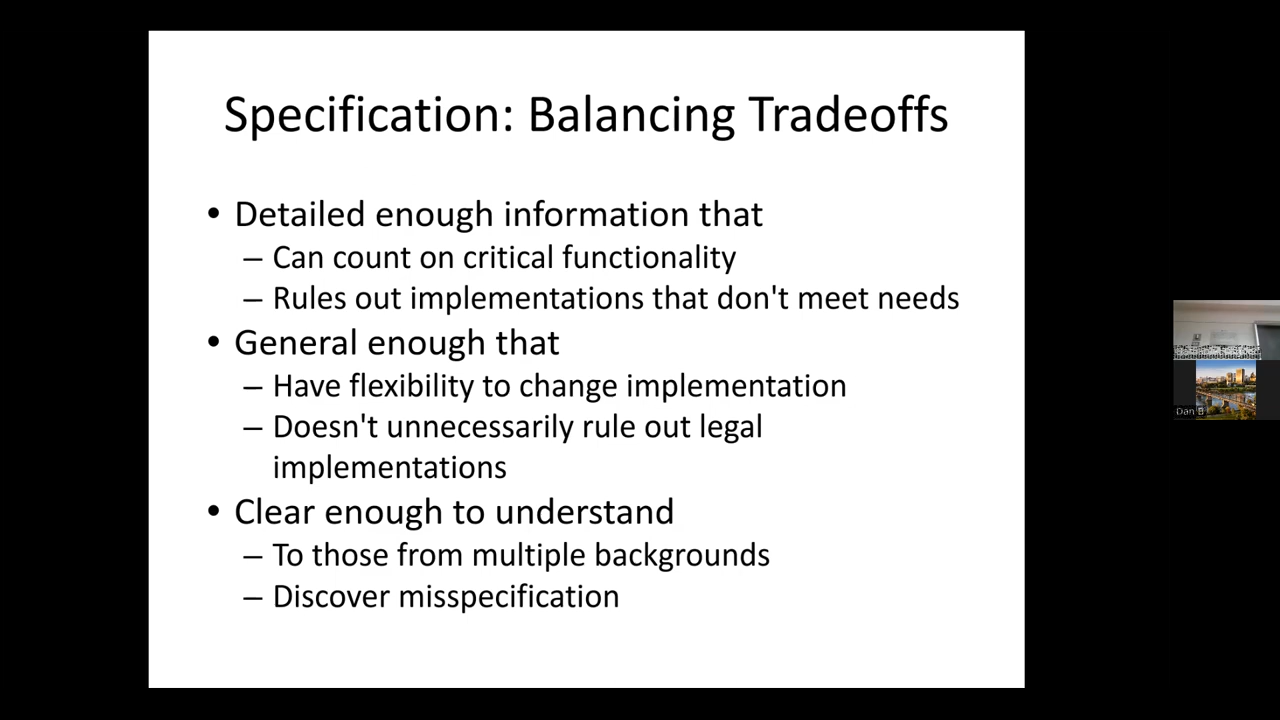 Specification: Balancing Tradeoffs
• Detailed enough information that
– Can count on critical functionality
– Rules out implementations that don't meet needs
• General enough that
– Have flexibility to change implementation
– Doesn't unnecessarily rule out legal
implementations
• Clear enough to understand
– To those from multiple backgrounds
– Discover misspecification